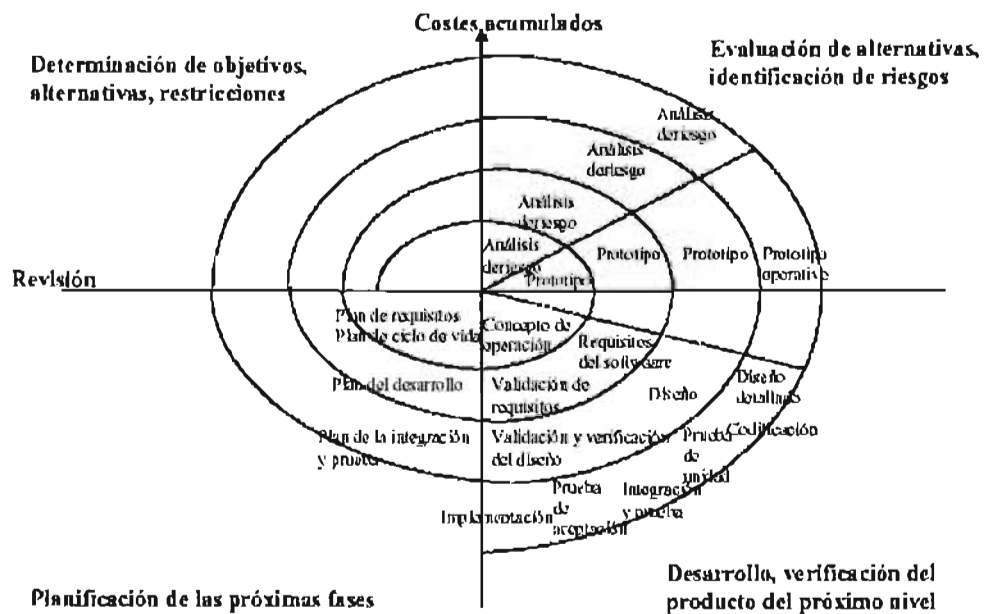 Costes acumulados
Determinación de objetivos,
alternativas, restricciones
Evaluación de alternativas,
identificación de riesgos
Análisis
de riesgo
Análisis
de riesgo
Análisis
de riesgo
Análisis
de riesgo
Prototipo
Prototipo
Prototipo
Prototipo
operativo
Revisión
Plan de requisitos
Plan de ciclo de vida
Concepto de
operación
Requisitos
del software
Plan del desarrollo
Validación de
requisitos
Diseño
Diseño
detallado
Plan de la integración
y prueba
Validación y verificación
del diseño
Prueba
de
unidad
Codificación
Implementación
Prueba
de
aceptación
Integración
y prueba
Planificación de las próximas fases
Desarrollo, verificación del
producto del próximo nivel